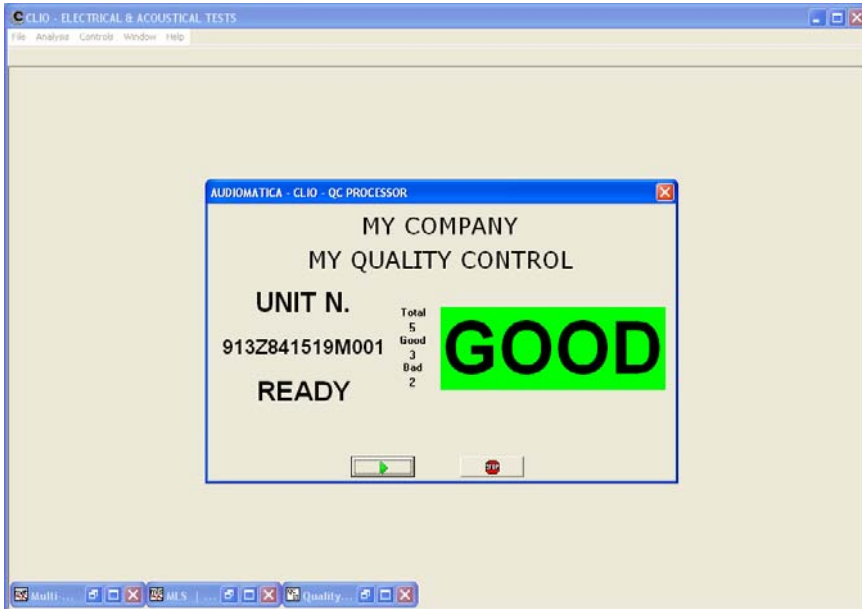 CLIO - ELECTRICAL & ACOUSTICAL TESTS
File Analysis Controls Window Help
AUDIOMATICA - CLIO - QC PROCESSOR
MY COMPANY
MY QUALITY CONTROL
UNIT N.
913Z841519M001
READY
Total
5
Good
3
Bad
2
GOOD
STOP
Multi-...
MLS | ...
Quality...